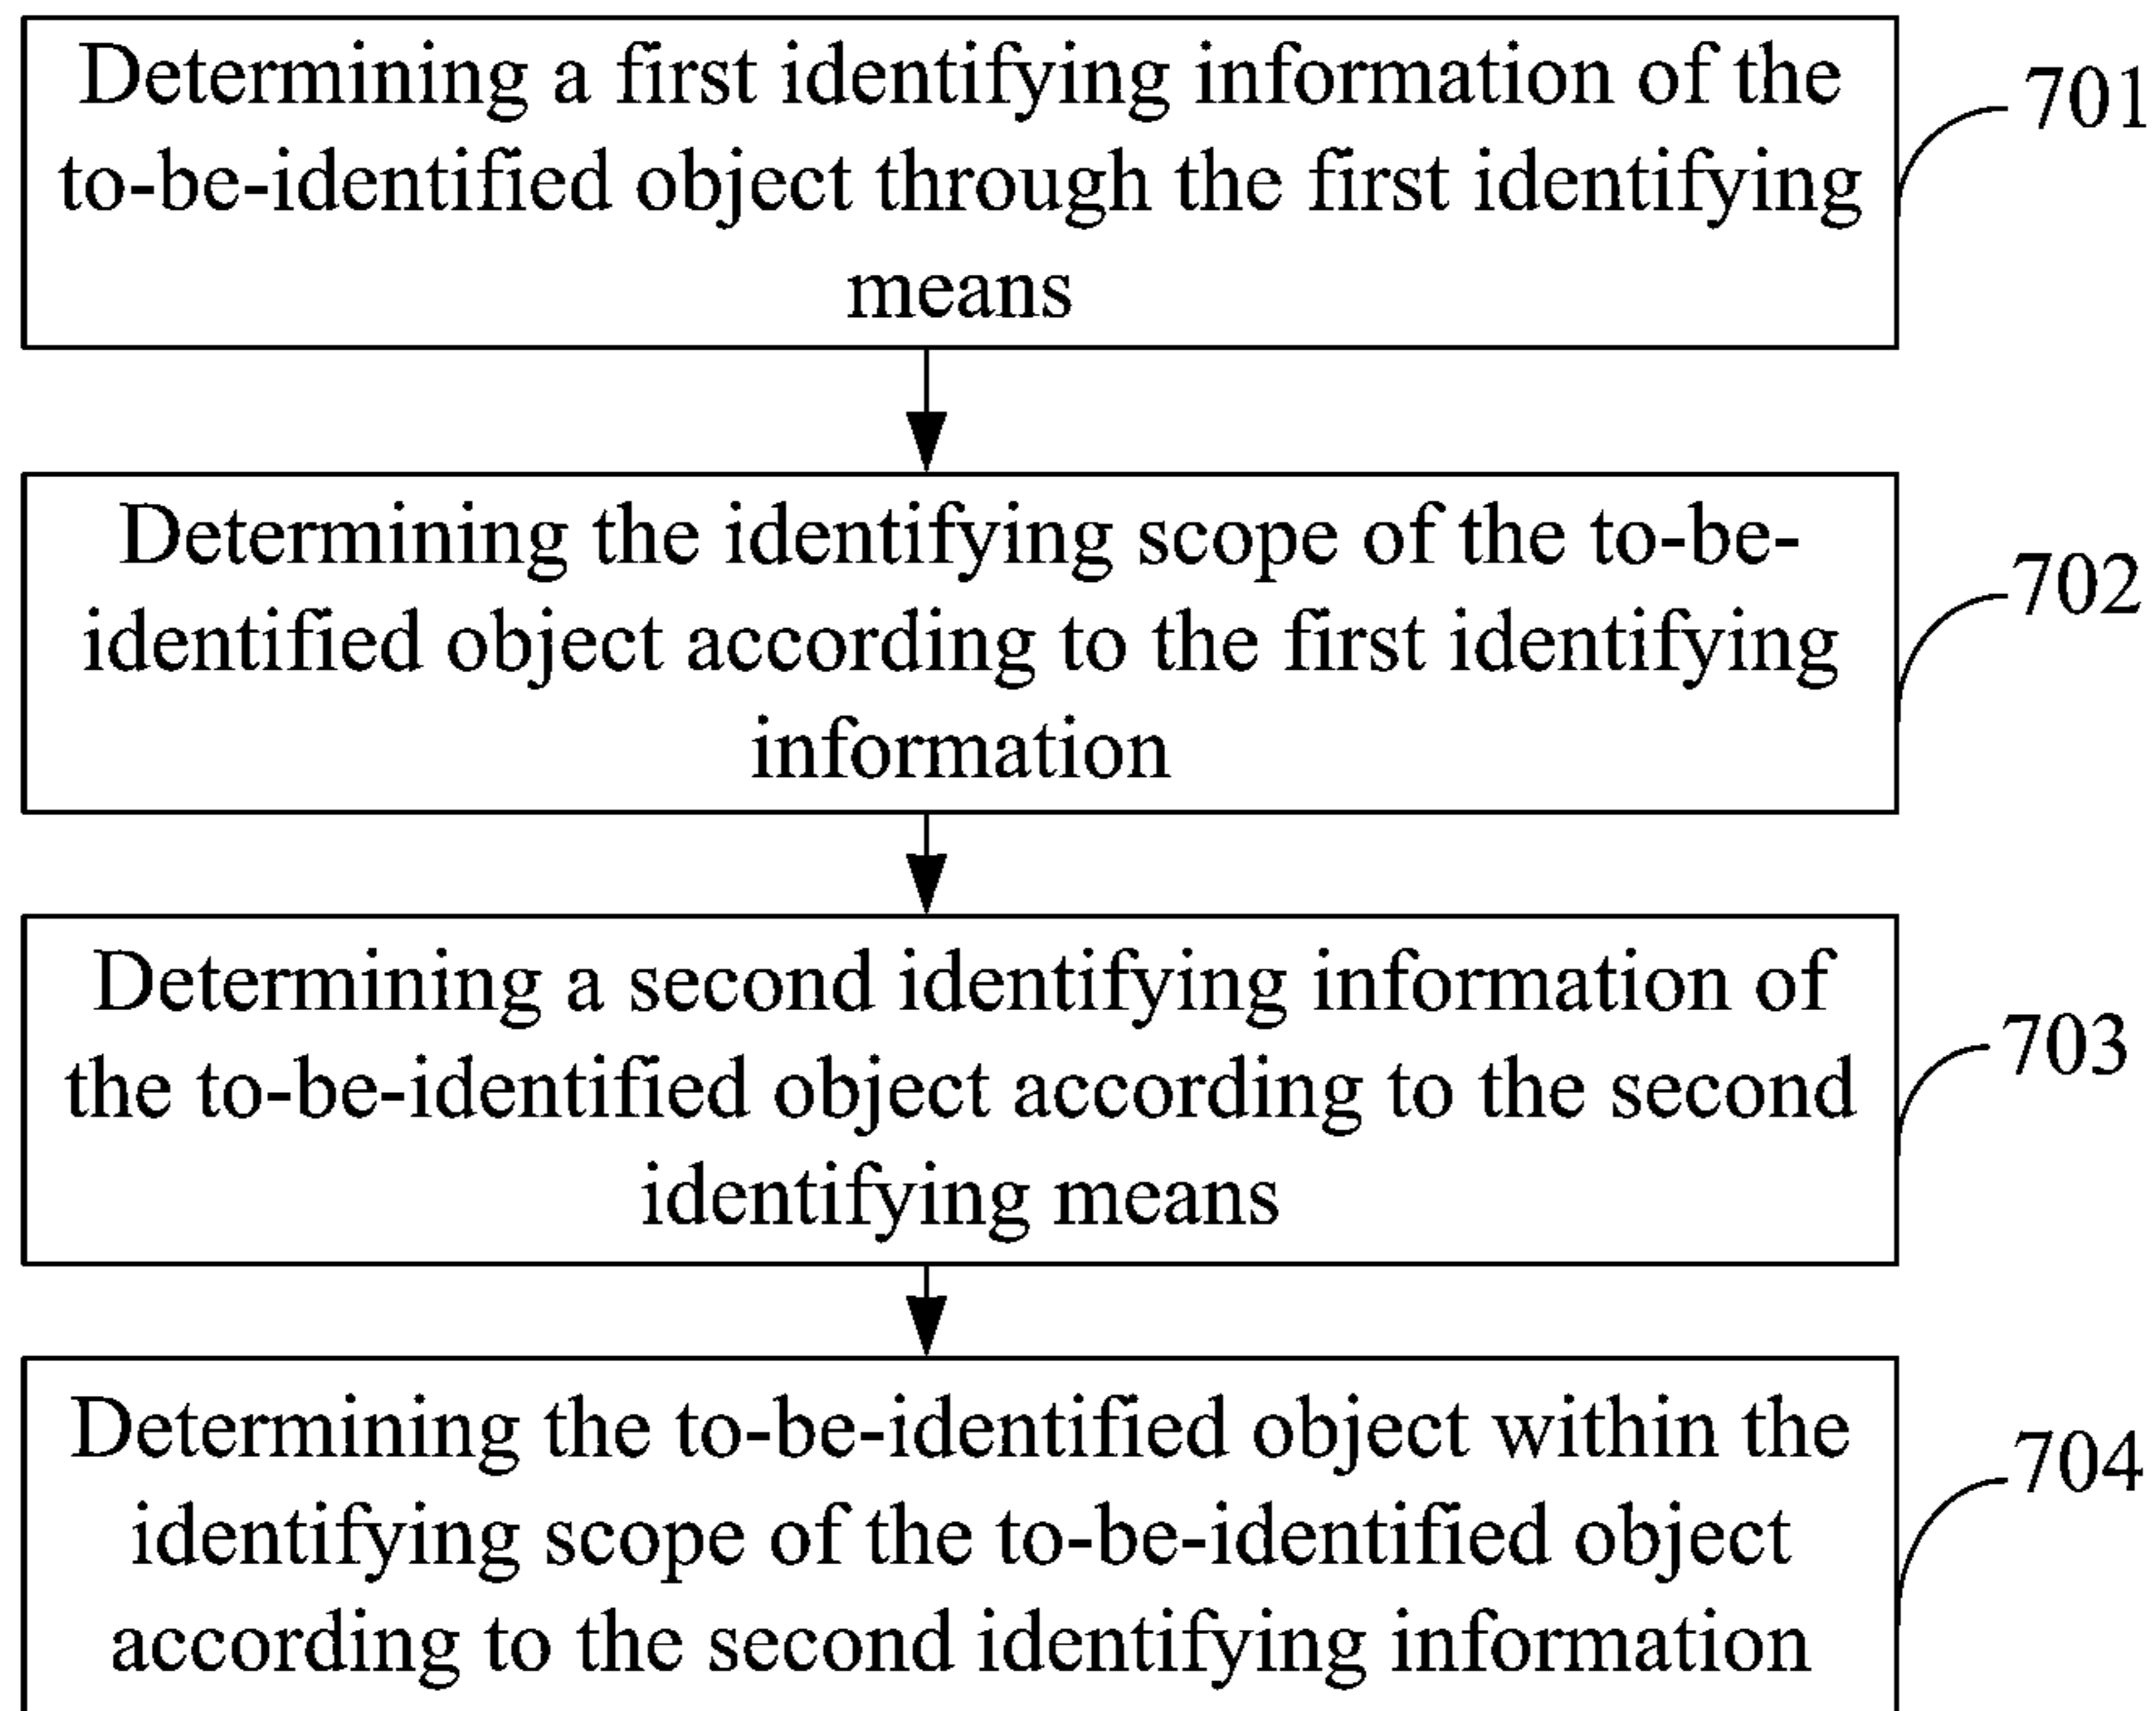 Determining a first identifying information of the
to-be-identified object through the first identifying
means
701
Determining the identifying scope of the to-be-
identified object according to the first identifying
information
702
Determining a second identifying information of
the to-be-identified object according to the second
identifying means
703
Determining the to-be-identified object within the
identifying scope of the to-be-identified object
according to the second identifying information
704